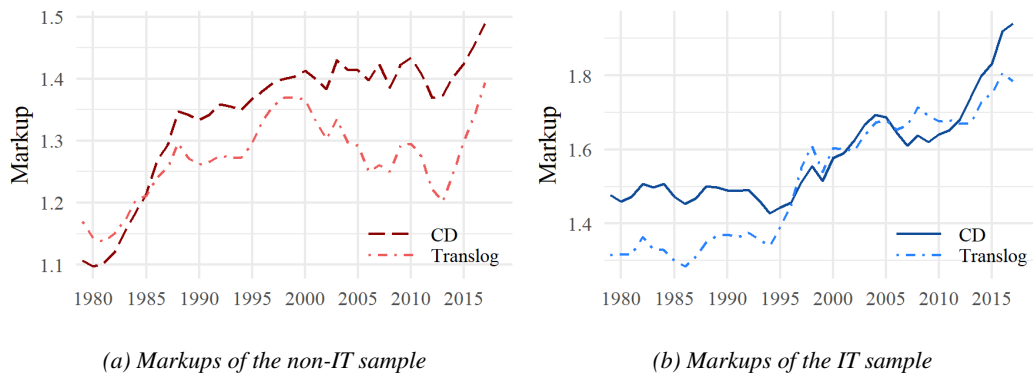 1.5
1.4
1.3
1.2
1.1
Markup
CD
Translog
1980 1985 1990 1995 2000 2005 2010 2015
(a) Markups of the non-IT sample
1.8
1.6
1.4
Markup
CD
Translog
1980 1985 1990 1995 2000 2005 2010 2015
(b) Markups of the IT sample